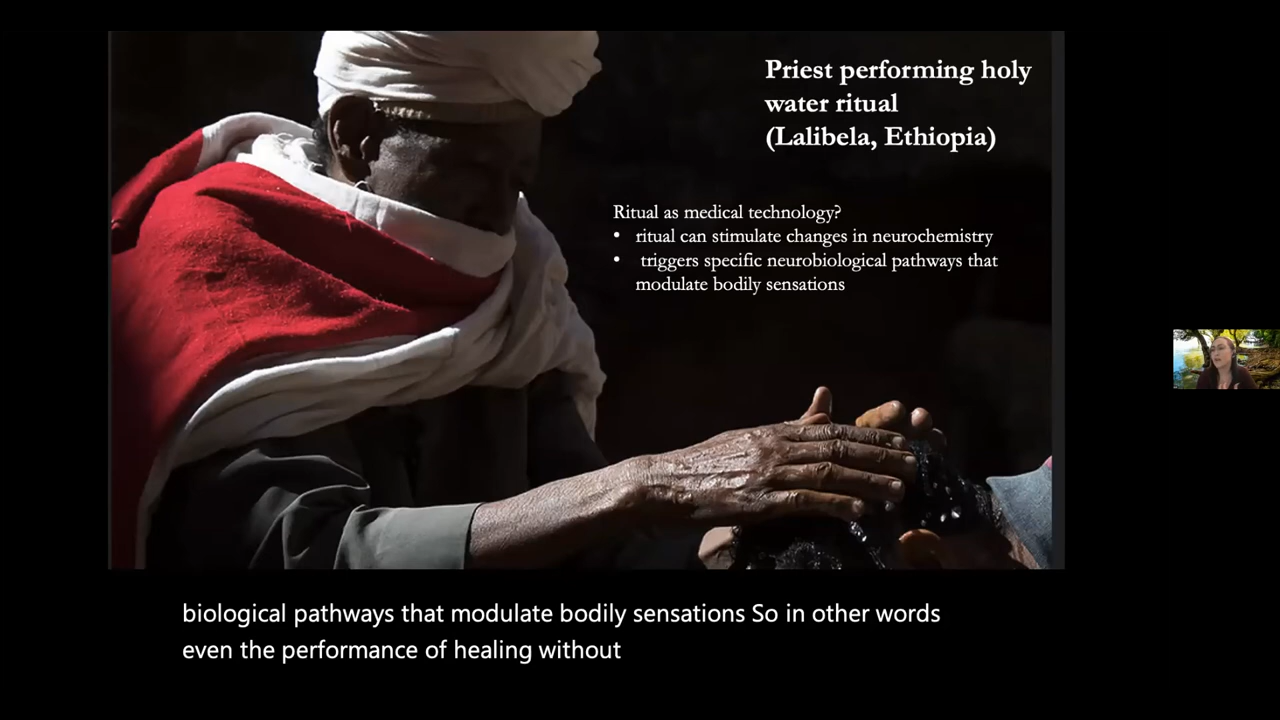 Priest performing holy
water ritual
(Lalibela, Ethiopia)
Ritual as medical technology?
• ritual can stimulate changes in neurochemistry
• triggers specific neurobiological pathways that
modulate bodily sensations
biological pathways that modulate bodily sensations So in other words
even the performance of healing without